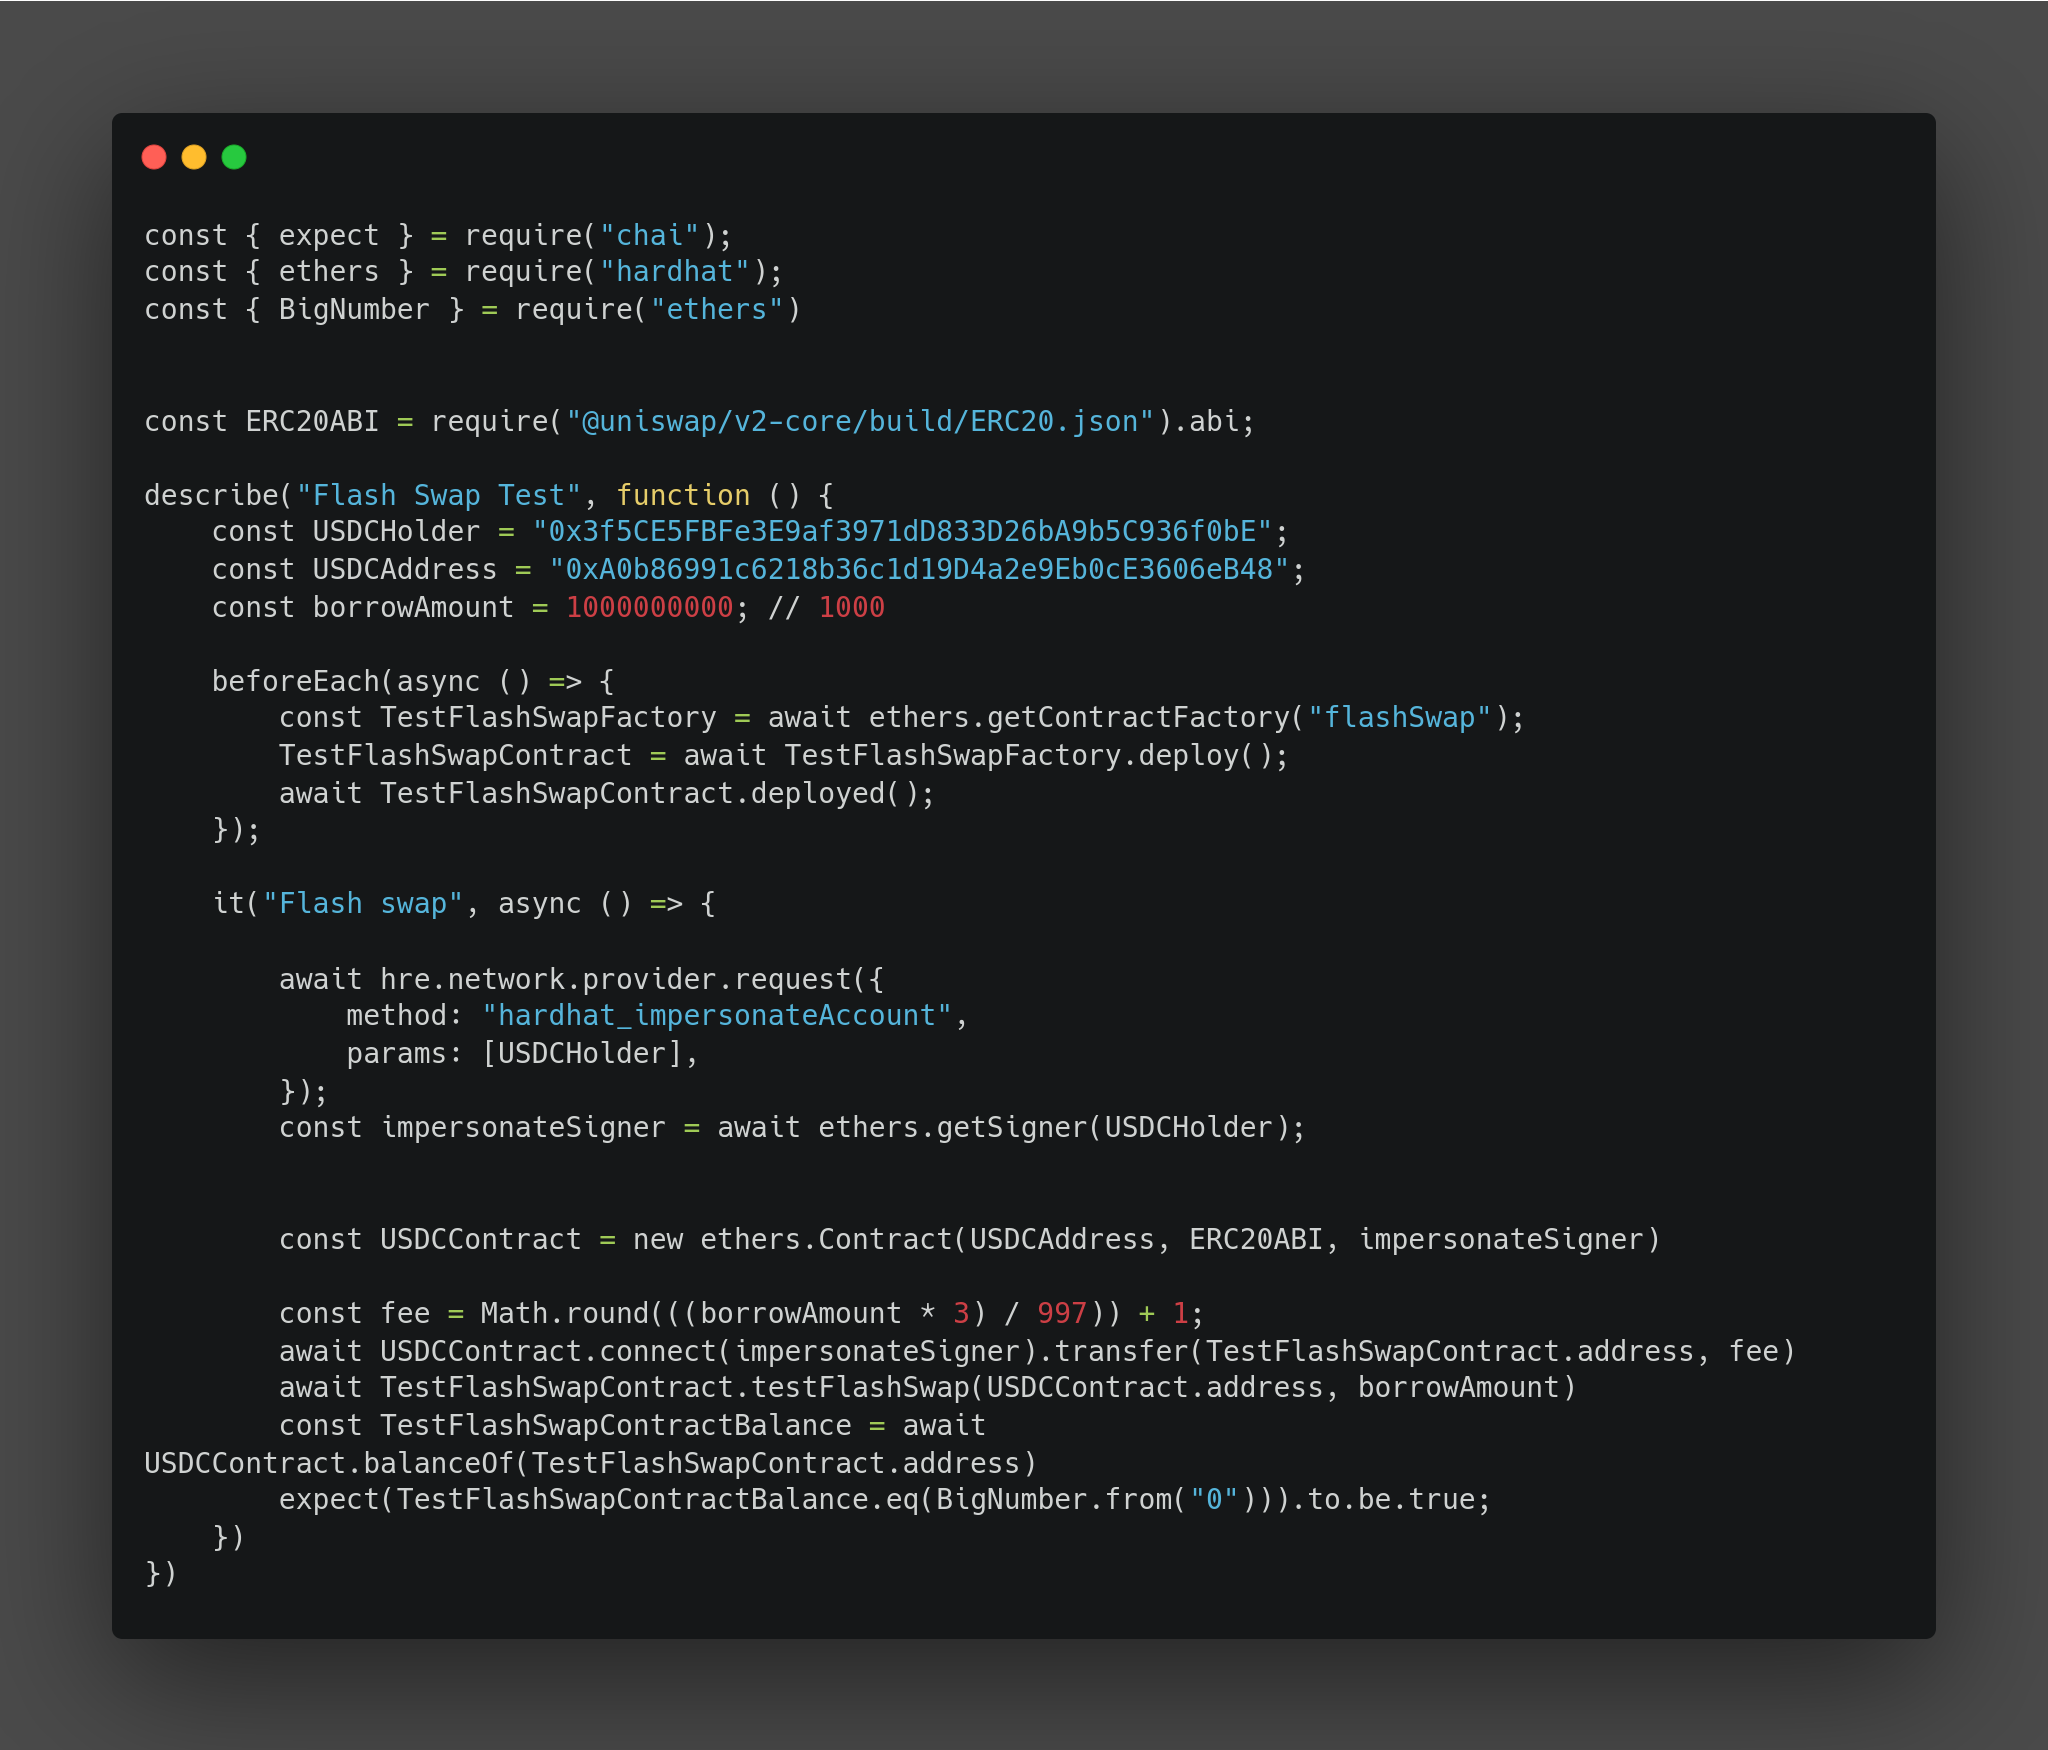 const { expect } = require("chai");
const { ethers } = require("hardhat");
const { BigNumber } = require("ethers")
const ERC20ABI = require("@uniswap/v2-core/build/ERC20.json").abi;
describe("Flash Swap Test", function () {
    const USDCHolder = "0x3f5CE5FBFe3E9af3971dD833D26bA9b5C936f0bE";
    const USDCAddress = "0xA0b86991c6218b36c1d19D4a2e9Eb0cE3606eB48";
    const borrowAmount = 1000000000; // 1000
    beforeEach(async () => {
        const TestFlashSwapFactory = await ethers.getContractFactory("flashSwap");
        TestFlashSwapContract = await TestFlashSwapFactory.deploy();
        await TestFlashSwapContract.deployed();
    });
    it("Flash swap", async () => {
        await hre.network.provider.request({
            method: "hardhat_impersonateAccount",
            params: [USDCHolder],
        });
        const impersonateSigner = await ethers.getSigner(USDCHolder);
        const USDCContract = new ethers.Contract(USDCAddress, ERC20ABI, impersonateSigner)
        const fee = Math.round(((borrowAmount * 3) / 997)) + 1;
        await USDCContract.connect(impersonateSigner).transfer(TestFlashSwapContract.address, fee)
        await TestFlashSwapContract.testFlashSwap(USDCContract.address, borrowAmount)
        const TestFlashSwapContractBalance = await
USDCContract.balanceOf(TestFlashSwapContract.address)
        expect(TestFlashSwapContractBalance.eq(BigNumber.from("0"))).to.be.true;
    })
})